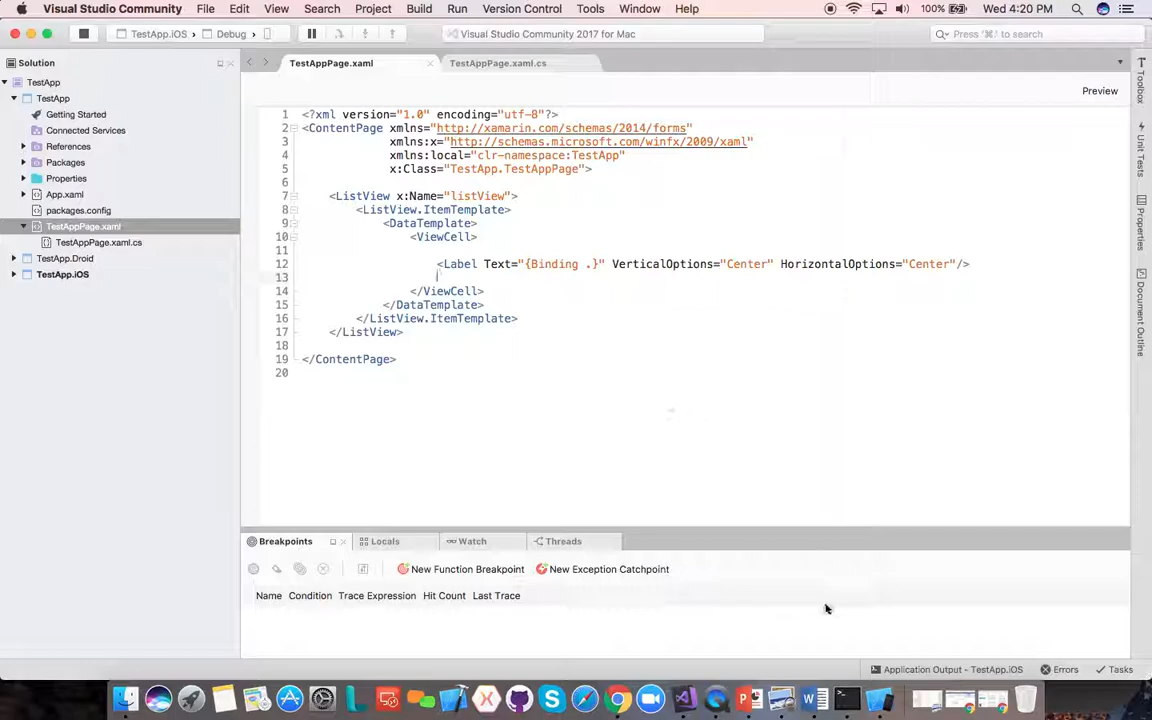 Visual Studio Community File Edit View Search Project Build Run Version Control Tools Window Help 100% Wed 4:20 PM
TestApp.iOS Debug Visual Studio Community 2017 for Mac Press '⌘.' to search
Solution
TestApp
TestApp
Getting Started
Connected Services
References
Packages
Properties
App.xaml
packages.config
TestAppPage.xaml
TestAppPage.xaml.cs
TestApp.Droid
TestApp.iOS
TestAppPage.xaml TestAppPage.xaml.cs
Preview
1 <?xml version="1.0" encoding="utf-8"?>
2 <ContentPage xmlns="http://xamarin.com/schemas/2014/forms"
3 xmlns:x="http://schemas.microsoft.com/winfx/2009/xaml"
4 xmlns:local="clr-namespace:TestApp"
5 x:Class="TestApp.TestAppPage">
6
7 <ListView x:Name="listView">
8 <ListView.ItemTemplate>
9 <DataTemplate>
10 <ViewCell>
11
12 <Label Text="{Binding .}" VerticalOptions="Center" HorizontalOptions="Center"/>
13
14 </ViewCell>
15 </DataTemplate>
16 </ListView.ItemTemplate>
17 </ListView>
18
19 </ContentPage>
20
Toolbox
Unit Tests
Properties
Document Outline
Breakpoints Locals Watch Threads
New Function Breakpoint New Exception Catchpoint
Name Condition Trace Expression Hit Count Last Trace
Application Output - TestApp.iOS Errors Tasks